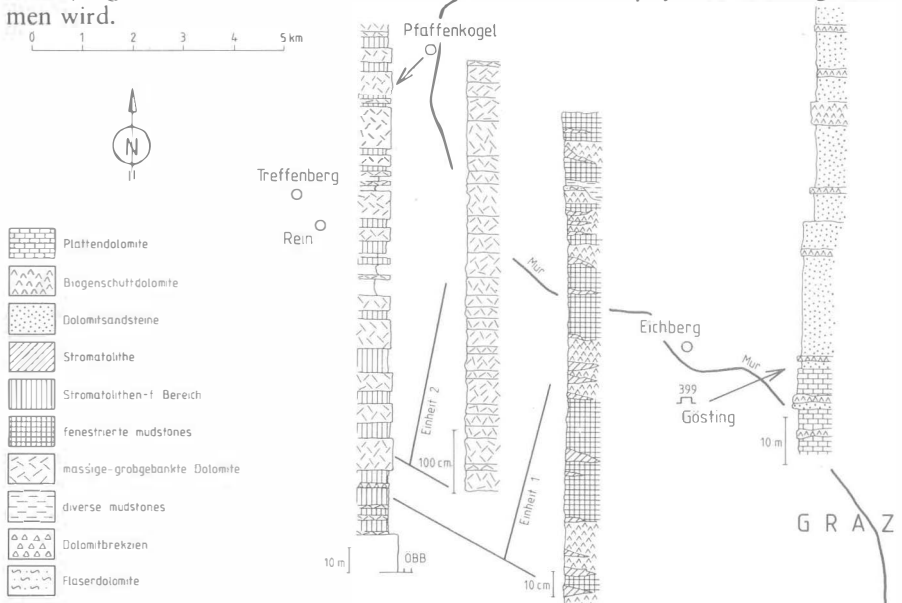 men wird.
0 1 2 3 4 5 km
Pfaffenkogel
N
Treffenberg
Rein
Mur
Eichberg
Mur
399
Gösting
Plattendolomite
Biogenschuttdolomite
Dolomitsandsteine
Stromatolithe
Stromatolithen-t Bereich
fenestrierte mudstones
massige-grobgebankte Dolomite
diverse mudstones
Dolomitbrekzien
Flaserdolomite
Einheit 2
Einheit 1
100 cm
10 m
10 m
ÖBB
10 cm
GRAZ